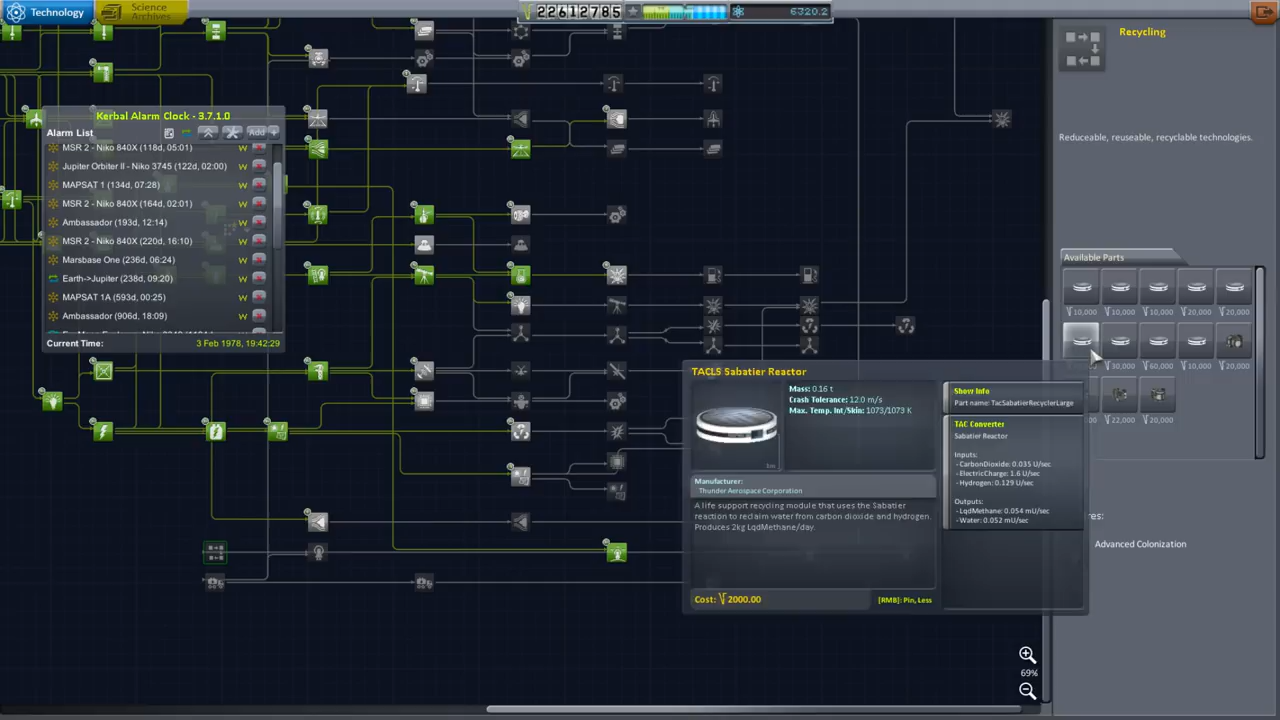 Technology
Science
Archives
22612785
6320.2
Recycling
Reduceable, reuseable, recyclable technologies.
Kerbal Alarm Clock - 3.7.1.0
Alarm List
Add +
MSR 2 - Niko 840X (118d, 05:01) W
Jupiter Orbiter II - Niko 3745 (122d, 02:00) W
MAPSAT 1 (134d, 07:28) W
MSR 2 - Niko 840X (164d, 02:01) W
Ambassador (193d, 12:14) W
MSR 2 - Niko 840X (220d, 16:10) W
Marsbase One (236d, 06:24) W
Earth->Jupiter (238d, 09:20) W
MAPSAT 1A (593d, 00:25) W
Ambassador (906d, 18:09) W
Current Time: 3 Feb 1978, 19:42:29
Available Parts
10,000 10,000 10,000 20,000 20,000
30,000 60,000 10,000 20,000
22,000 20,000
TACLS Sabatier Reactor
Mass: 0.16 t
Crash Tolerance: 12.0 m/s
Max. Temp. Int/Skin: 1073/1073 K
Manufacturer:
Thunder Aerospace Corporation
A life support recycling module that uses the Sabatier
reaction to reclaim water from carbon dioxide and hydrogen.
Produces 2kg LqdMethane/day.
Cost: 2000.00
[RMB]: Pin, Less
Show Info
Part name: TacSabatierRecyclerLarge
TAC Converter
Sabatier Reactor
Inputs:
- CarbonDioxide: 0.035 U/sec
- ElectricCharge: 1.6 U/sec
- Hydrogen: 0.129 U/sec
Outputs:
- LqdMethane: 0.054 mU/sec
- Water: 0.052 mU/sec
res:
Advanced Colonization
69%